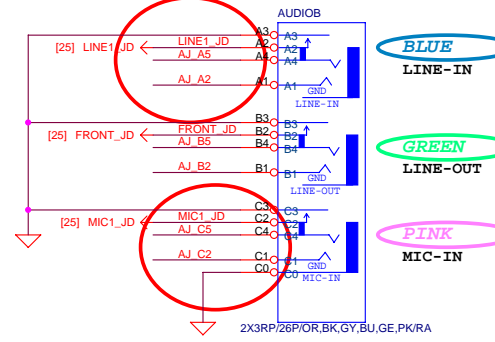 AUDIOB
A3 A3
[25] LINE1_JD LINE1_JD A2 A2 BLUE
AJ_A5 A4 A4 LINE-IN
AJ_A2 A1 A1
GND
LINE-IN
B3 B3
[25] FRONT_JD FRONT_JD B2 B2 GREEN
AJ_B5 B4 B4 LINE-OUT
AJ_B2 B1 B1
GND
LINE-OUT
C3 C3
[25] MIC1_JD MIC1_JD C2 C2 PINK
AJ_C5 C4 C4 MIC-IN
AJ_C2 C1 C1
GND
C0 C0
MIC-IN
2X3RP/26P/OR,BK,GY,BU,GE,PK/RA